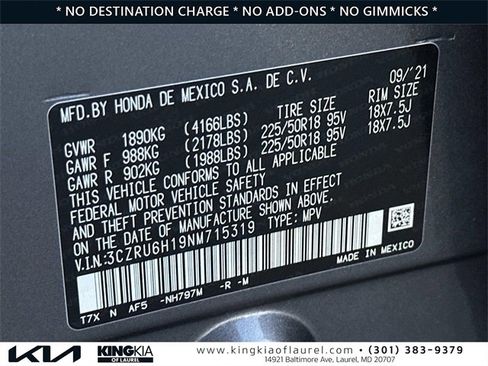 * NO DESTINATION CHARGE * NO ADD-ONS * NO GIMMICKS *
MFD.BY HONDA DE MEXICO S.A. DE C.V. 09/'21
TIRE SIZE RIM SIZE
GVWR 1890KG (4166LBS)
GAWR F 988KG (2178LBS) 225/50R18 95V 18X7.5J
GAWR R 902KG (1988LBS) 225/50R18 95V 18X7.5J
THIS VEHICLE CONFORMS TO ALL APPLICABLE
FEDERAL MOTOR VEHICLE SAFETY
AND THEFT PREVENTION STANDARDS IN EFFECT
ON THE DATE OF MANUFACTURE SHOWN ABOVE.
V.I.N:3CZRU6H19NM715319 TYPE: MPV
MADE IN MEXICO
T7X N AF5 -NH797M -R -M
KIA KING KIA
OF LAUREL
www.kingkiaoflaurel.com • (301) 383-9379
14921 Baltimore Ave, Laurel, MD 20707